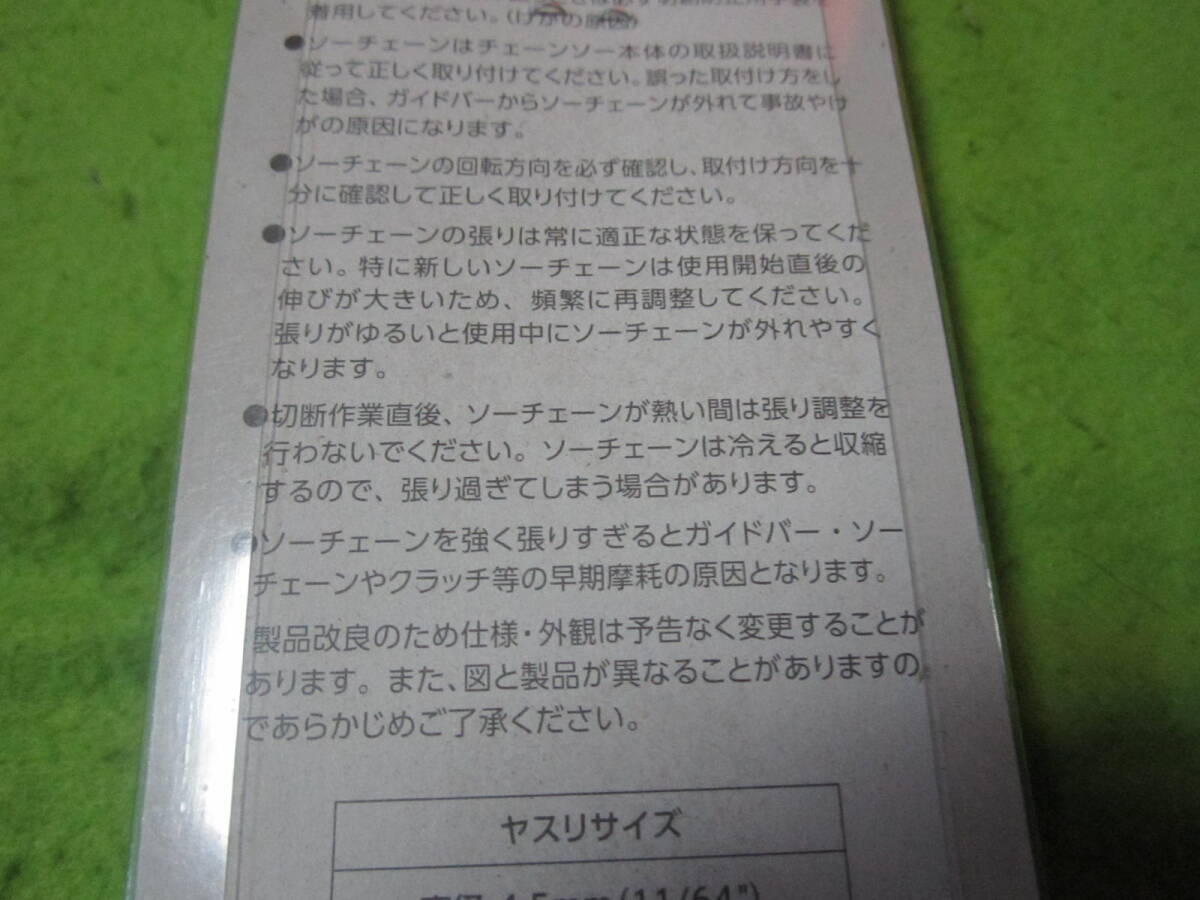 着用してください。(けがの原因)
●ソーチェーンはチェーンソー本体の取扱説明書に
従って正しく取り付けてください。誤った取付け方をし
た場合、ガイドバーからソーチェーンが外れて事故やけ
がの原因になります。
●ソーチェーンの回転方向を必ず確認し、取付け方向を十
分に確認して正しく取り付けてください。
●ソーチェーンの張りは常に適正な状態を保ってくだ
さい。特に新しいソーチェーンは使用開始直後の
伸びが大きいため、頻繁に再調整してください。
張りがゆるいと使用中にソーチェーンが外れやすく
なります。
●切断作業直後、ソーチェーンが熱い間は張り調整を
行わないでください。ソーチェーンは冷えると収縮
するので、張り過ぎてしまう場合があります。
●ソーチェーンを強く張りすぎるとガイドバー・ソー
チェーンやクラッチ等の早期摩耗の原因となります。
製品改良のため仕様・外観は予告なく変更することが
あります。また、図と製品が異なることがありますの
であらかじめご了承ください。
ヤスリサイズ
直径 4.5mm(11/64")